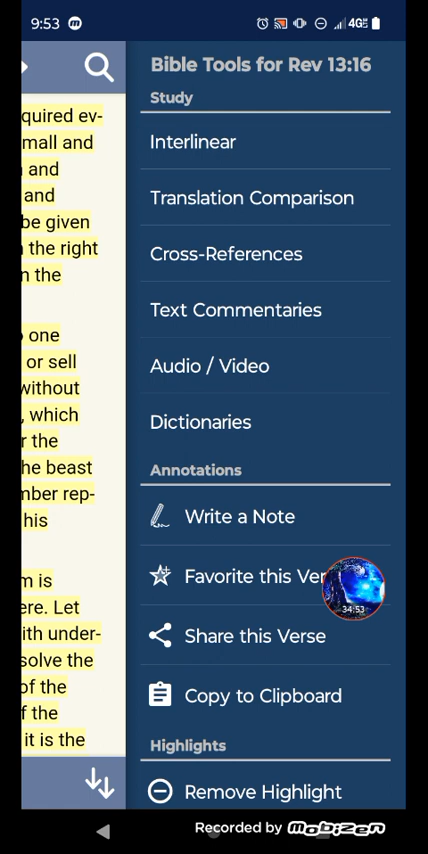 9:53
4G
Bible Tools for Rev 13:16
Study
Interlinear
Translation Comparison
Cross-References
Text Commentaries
Audio / Video
Dictionaries
Annotations
Write a Note
Favorite this Ver
34:53
Share this Verse
Copy to Clipboard
Highlights
Remove Highlight
quired ev-
mall and
and
and
be given
the right
n the
one
or sell
without
, which
r the
he beast
mber rep-
his
m is
ere. Let
ith under-
solve the
of the
f the
it is the
Recorded by MOBIZEN